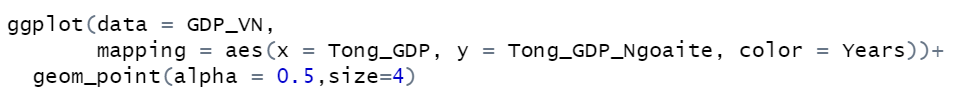 ggplot(data = GDP_VN,
       mapping = aes(x = Tong_GDP, y = Tong_GDP_Ngoaite, color = Years))+
  geom_point(alpha = 0.5,size=4)